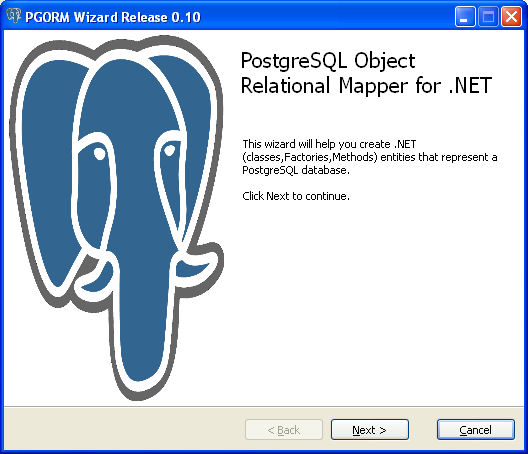 PGORM Wizard Release 0.10
PostgreSQL Object
Relational Mapper for .NET
This wizard will help you create .NET
(classes,Factories,Methods) entities that represent a
PostgreSQL database.
Click Next to continue.
< Back
Next >
Cancel